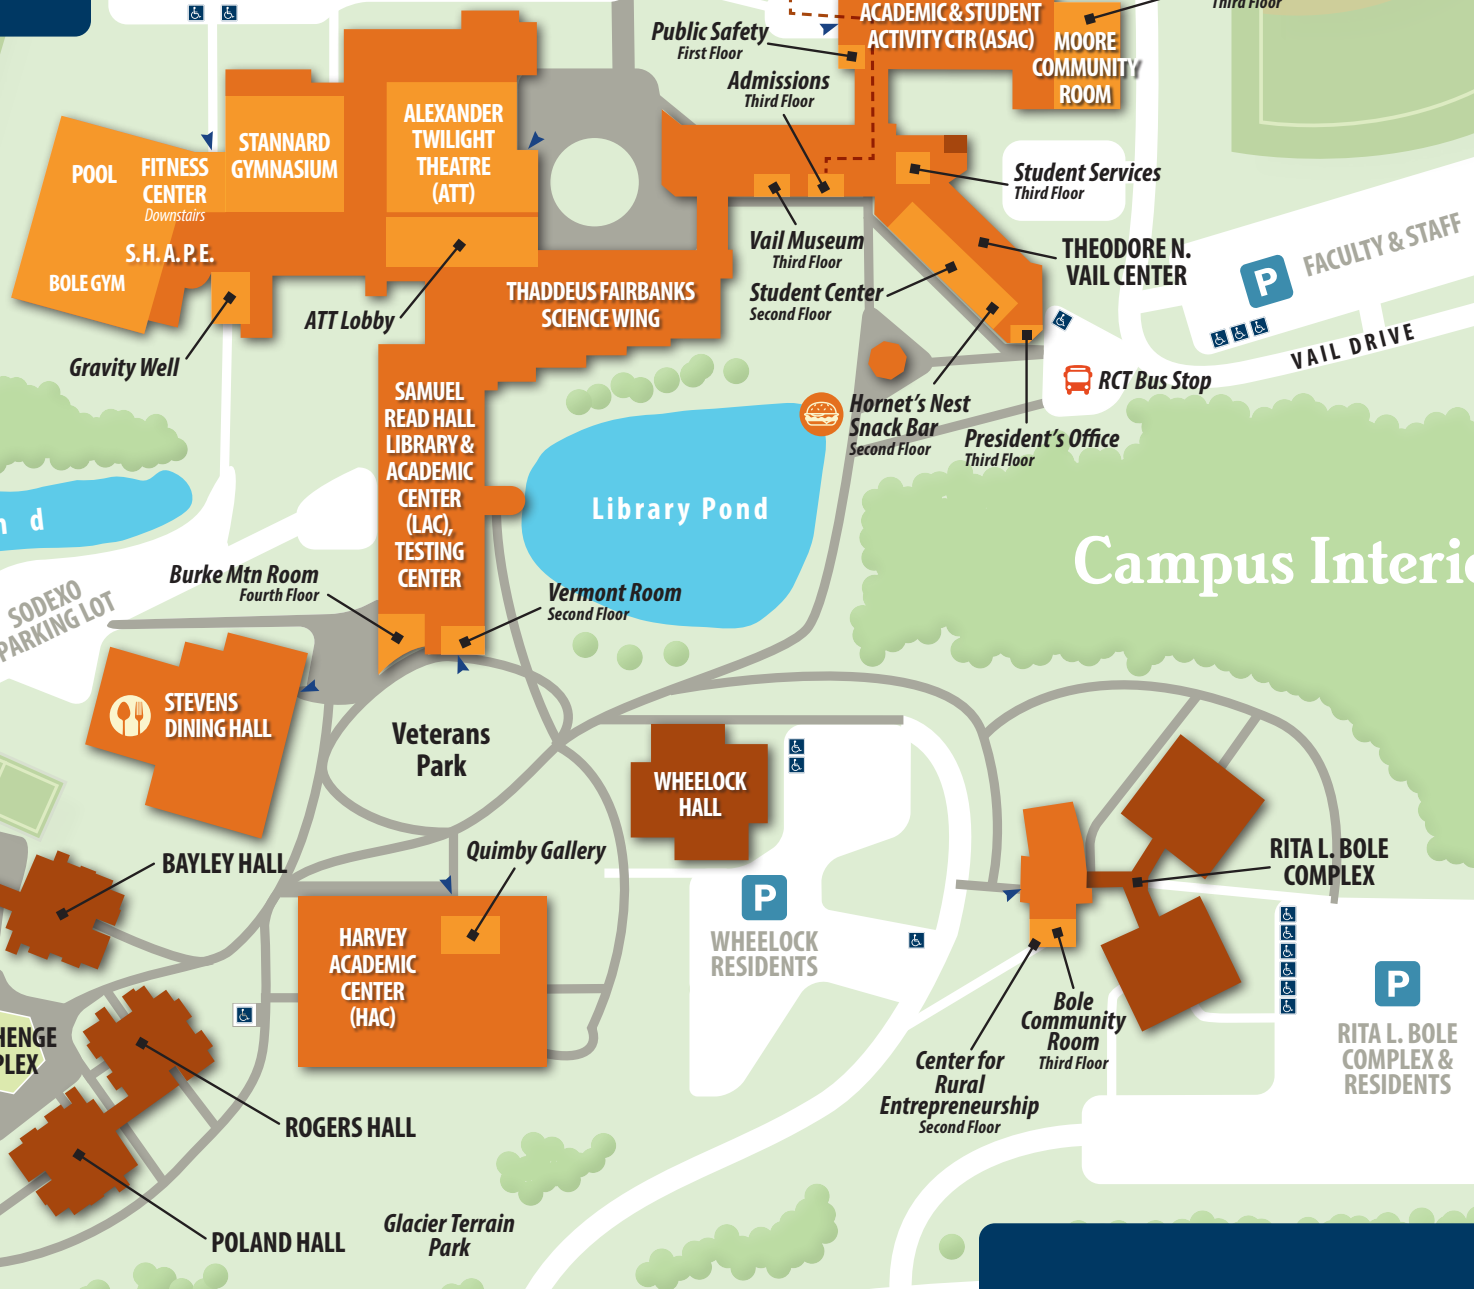 Third Floor
Public Safety
First Floor
ACADEMIC & STUDENT
ACTIVITY CTR (ASAC)
MOORE
COMMUNITY
ROOM
Admissions
Third Floor
ALEXANDER
TWILIGHT
THEATRE
(ATT)
STANNARD
GYMNASIUM
POOL
FITNESS
CENTER
Downstairs
S.H.A.P.E.
BOLE GYM
Student Services
Third Floor
Vail Museum
Third Floor
THEODORE N.
VAIL CENTER
P
FACULTY & STAFF
Student Center
Second Floor
THADDEUS FAIRBANKS
SCIENCE WING
ATT Lobby
Gravity Well
VAIL DRIVE
RCT Bus Stop
Hornet's Nest
Snack Bar
Second Floor
President's Office
Third Floor
SAMUEL
READ HALL
LIBRARY &
ACADEMIC
CENTER
(LAC),
TESTING
CENTER
Library Pond
d
Campus Interi
Burke Mtn Room
Fourth Floor
Vermont Room
Second Floor
SODEXO
PARKING LOT
STEVENS
DINING HALL
Veterans
Park
WHEELOCK
HALL
Quimby Gallery
BAYLEY HALL
RITA L. BOLE
COMPLEX
P
WHEELOCK
RESIDENTS
HARVEY
ACADEMIC
CENTER
(HAC)
Bole
Community
Room
Third Floor
Center for
Rural
Entrepreneurship
Second Floor
P
RITA L. BOLE
COMPLEX &
RESIDENTS
HENGE
PLEX
ROGERS HALL
POLAND HALL
Glacier Terrain
Park